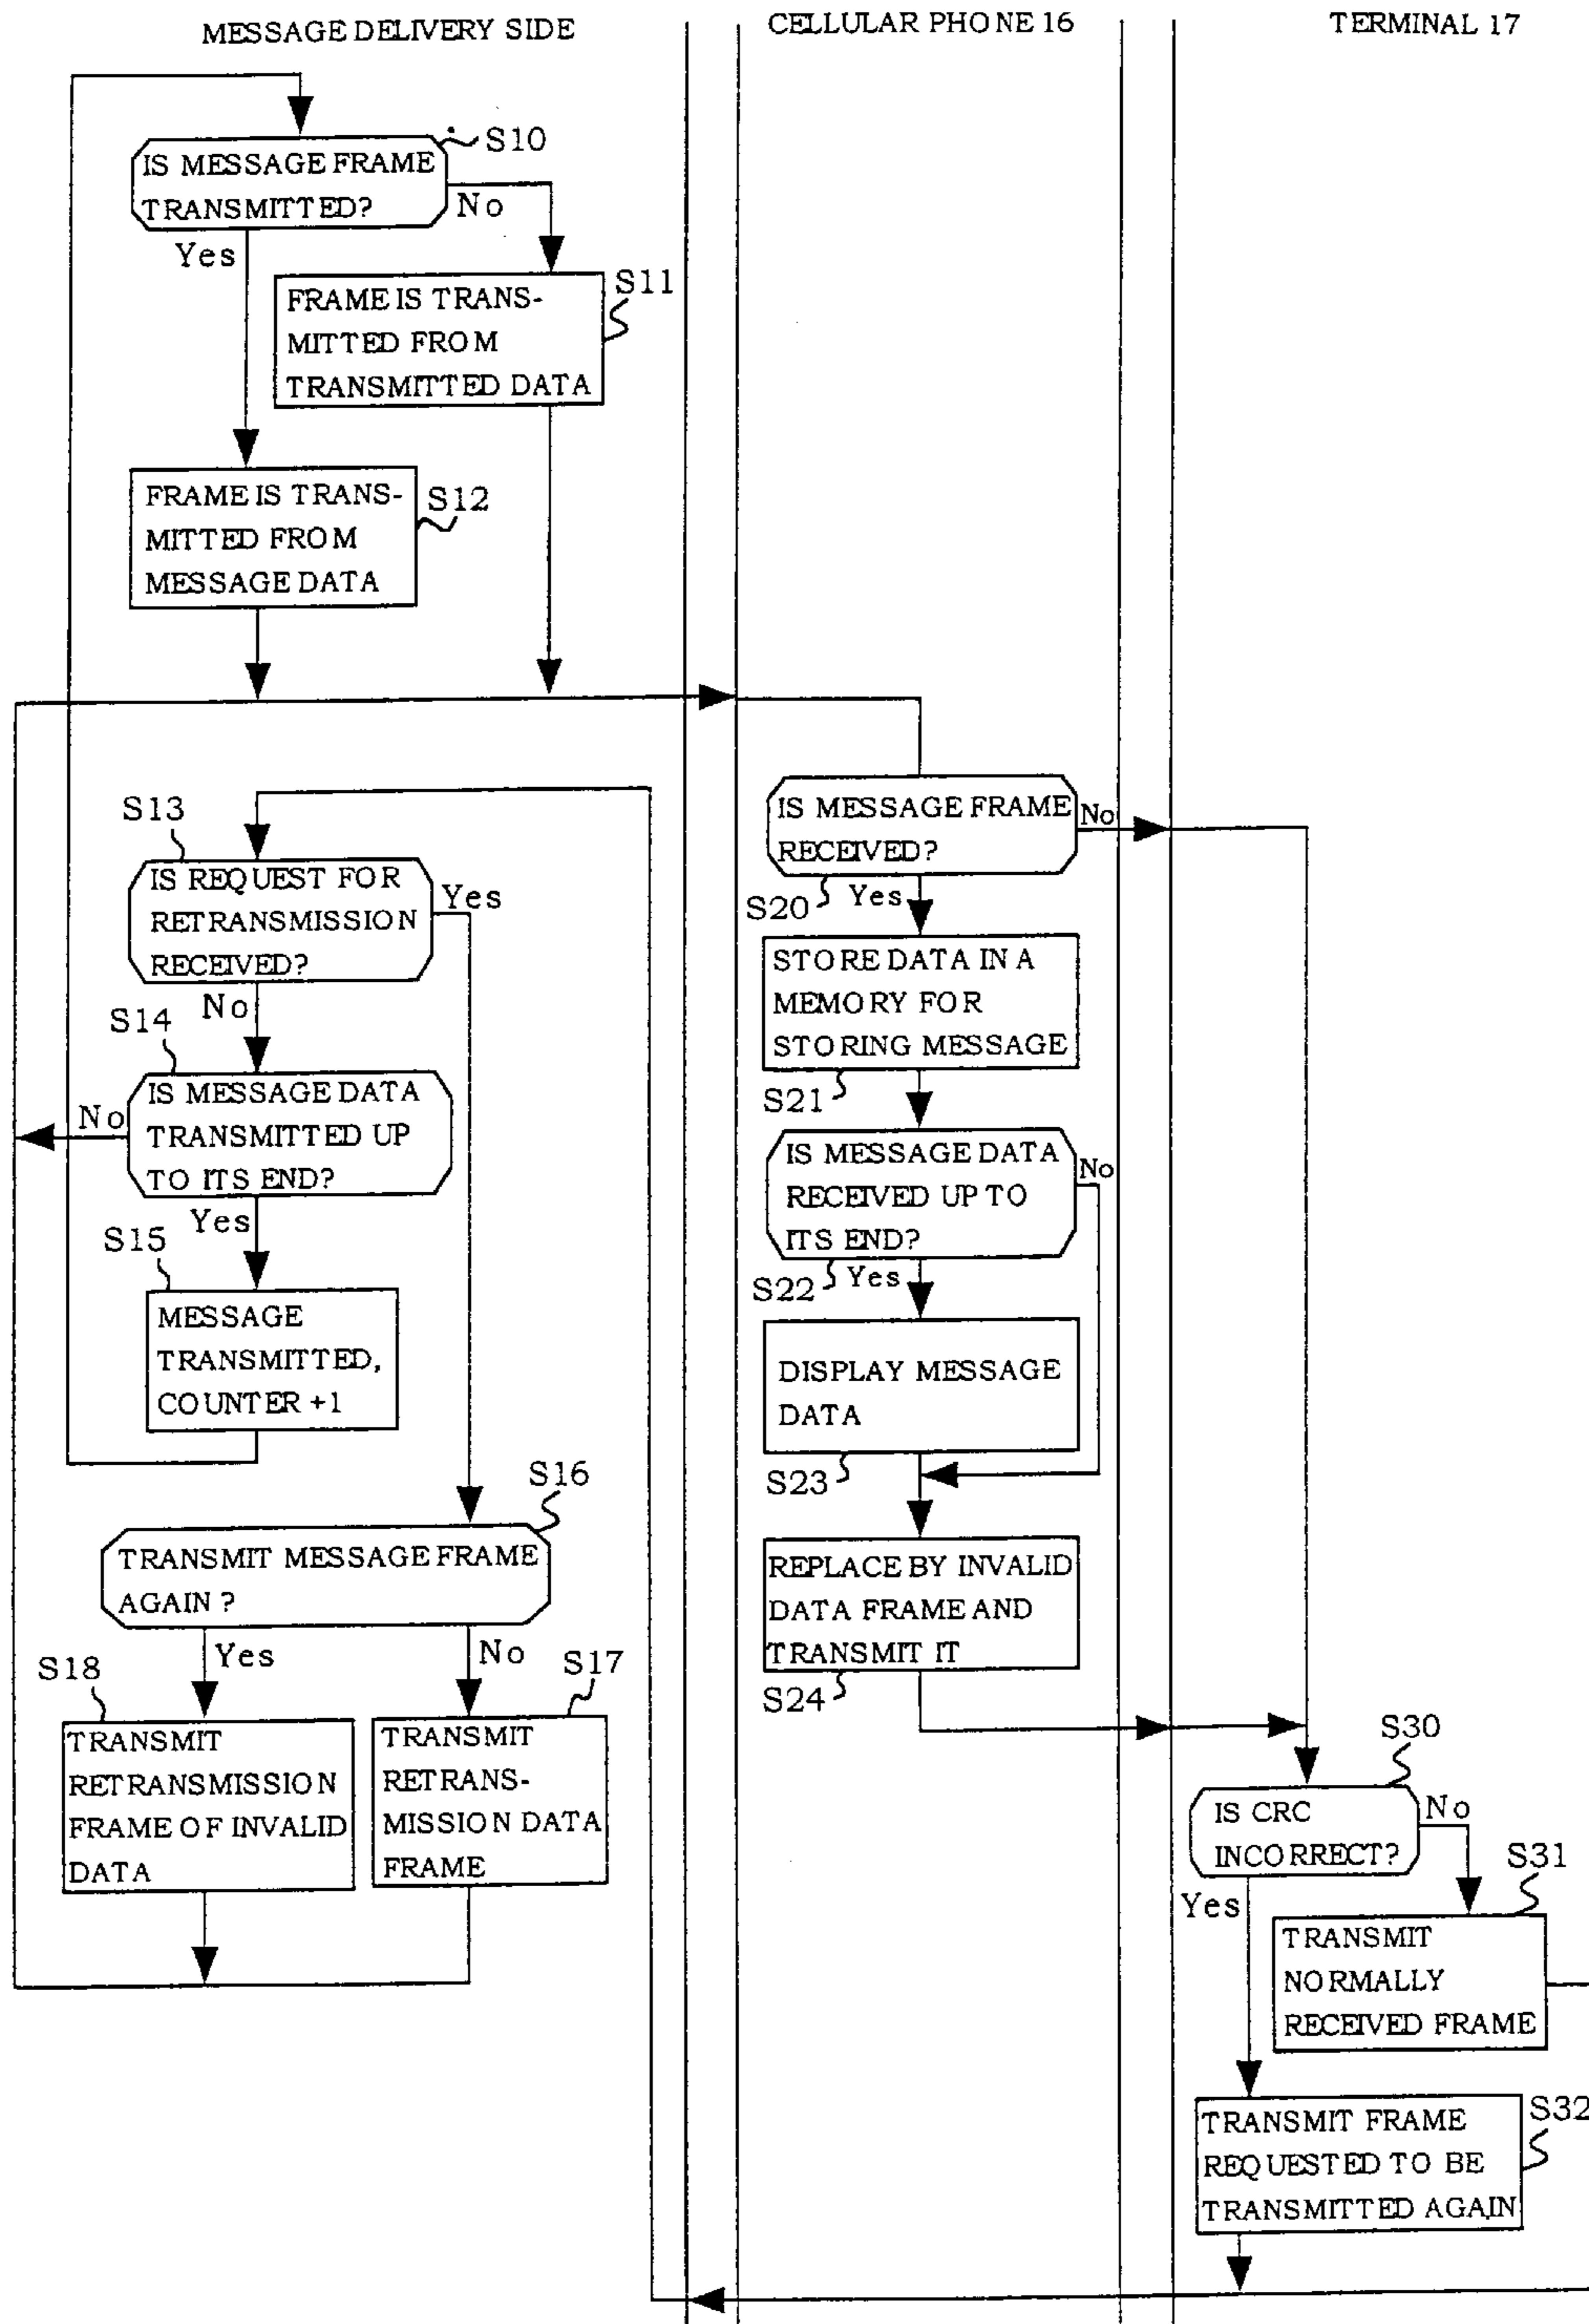 MESSAGE DELIVERY SIDE
CELLULAR PHONE 16
TERMINAL 17
S10
IS MESSAGE FRAME
TRANSMITTED?
No
Yes
S11
FRAME IS TRANS-
MITTED FROM
TRANSMITTED DATA
S12
FRAME IS TRANS-
MITTED FROM
MESSAGE DATA
S13
IS REQUEST FOR
RETRANSMISSION
RECEIVED?
Yes
No
S14
IS MESSAGE DATA
TRANSMITTED UP
TO ITS END?
No
Yes
S15
MESSAGE
TRANSMITTED,
COUNTER +1
S16
TRANSMIT MESSAGE FRAME
AGAIN ?
Yes
No
S18
TRANSMIT
RETRANSMISSION
FRAME OF INVALID
DATA
S17
TRANSMIT
RETRANS-
MISSION DATA
FRAME
IS MESSAGE FRAME
RECEIVED?
No
S20
Yes
STORE DATA IN A
MEMORY FOR
STORING MESSAGE
S21
IS MESSAGE DATA
RECEIVED UP TO
ITS END?
No
S22
Yes
DISPLAY MESSAGE
DATA
S23
REPLACE BY INVALID
DATA FRAME AND
TRANSMIT IT
S24
S30
IS CRC
INCORRECT?
No
Yes
S31
TRANSMIT
NORMALLY
RECEIVED FRAME
S32
TRANSMIT FRAME
REQUESTED TO BE
TRANSMITTED AGAIN